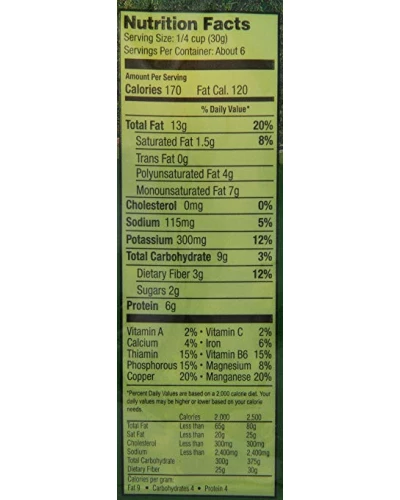 Nutrition Facts
Serving Size: 1/4 cup (30g)
Servings Per Container: About 6
Amount Per Serving
Calories 170 Fat Cal. 120
% Daily Value*
Total Fat 13g 20%
Saturated Fat 1.5g 8%
Trans Fat 0g
Polyunsaturated Fat 4g
Monounsaturated Fat 7g
Cholesterol 0mg 0%
Sodium 115mg 5%
Potassium 300mg 12%
Total Carbohydrate 9g 3%
Dietary Fiber 3g 12%
Sugars 2g
Protein 6g
Vitamin A 2% • Vitamin C 2%
Calcium 4% • Iron 6%
Thiamin 15% • Vitamin B6 15%
Phosphorous 15% • Magnesium 8%
Copper 20% • Manganese 20%
*Percent Daily Values are based on a 2,000 calorie diet. Your
daily values may be higher or lower based on your calorie
needs.
Calories 2,000 2,500
Total Fat Less than 65g 80g
Sat Fat Less than 20g 25g
Cholesterol Less than 300mg 300mg
Sodium Less than 2,400mg 2,400mg
Total Carbohydrate 300g 375g
Dietary Fiber 25g 30g
Calories per gram:
Fat 9 • Carbohydrates 4 • Protein 4